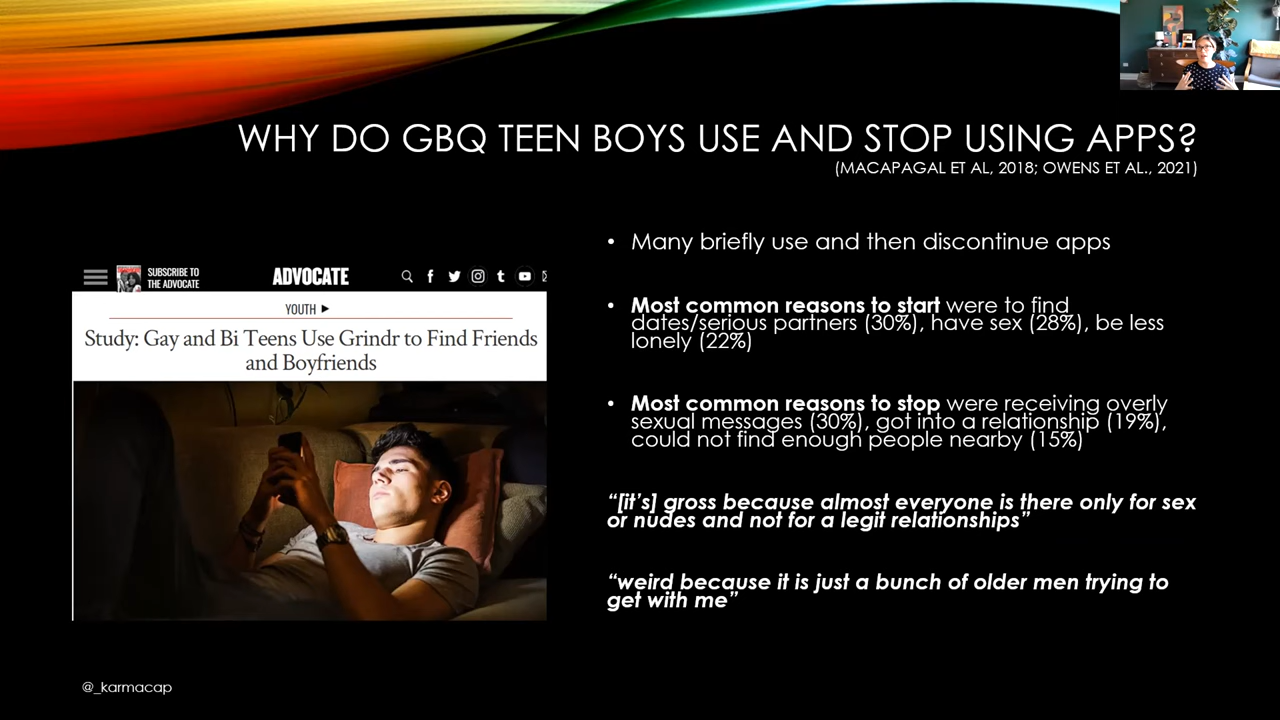 WHY DO GBQ TEEN BOYS USE AND STOP USING APPS?
(MACAPAGAL ET AL, 2018; OWENS ET AL., 2021)
SUBSCRIBE TO
THE ADVOCATE
ADVOCATE
YOUTH
Study: Gay and Bi Teens Use Grindr to Find Friends
and Boyfriends
• Many briefly use and then discontinue apps
• Most common reasons to start were to find
dates/serious partners (30%), have sex (28%), be less
lonely (22%)
• Most common reasons to stop were receiving overly
sexual messages (30%), got into a relationship (19%),
could not find enough people nearby (15%)
“[it’s] gross because almost everyone is there only for sex
or nudes and not for a legit relationships”
“weird because it is just a bunch of older men trying to
get with me”
@_karmacap